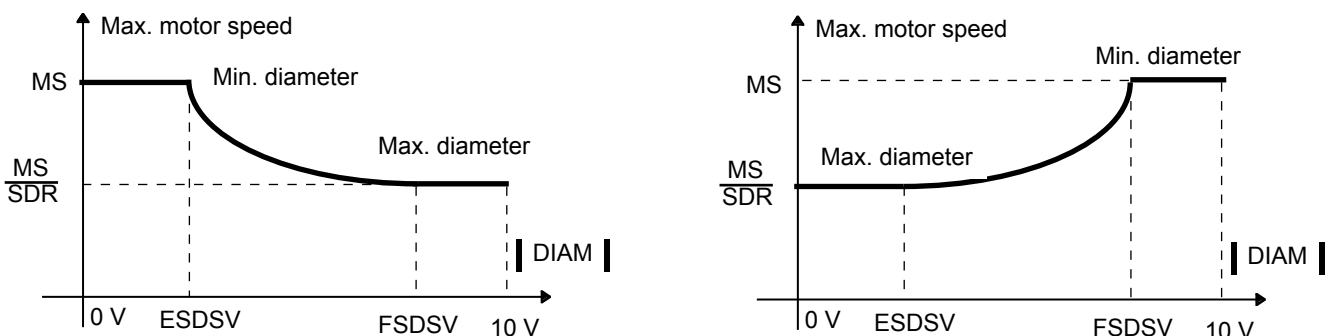 Max. motor speed
MS
Min. diameter
Max. diameter
MS
SDR
DIAM
0 V
ESDSV
FSDSV
10 V
Max. motor speed
Min. diameter
MS
Max. diameter
MS
SDR
DIAM
0 V
ESDSV
FSDSV
10 V